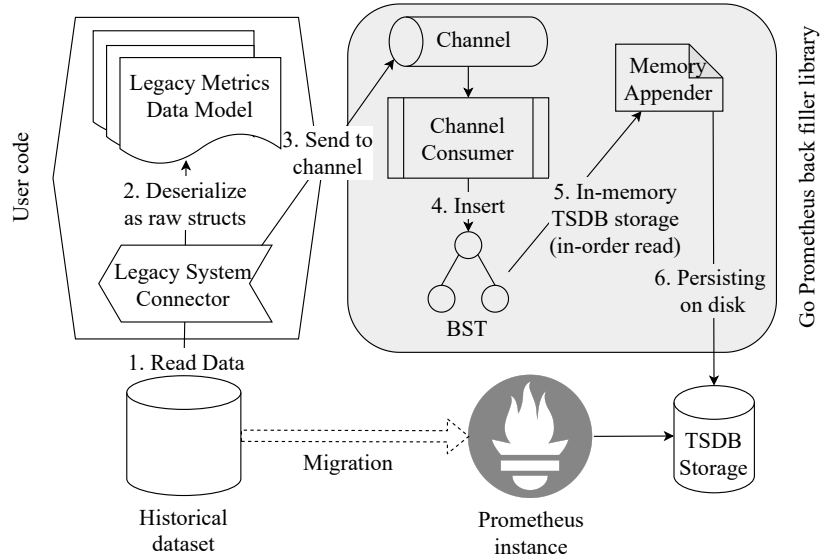 User code
Legacy Metrics
Data Model
3. Send to
channel
2. Deserialize
as raw structs
Legacy System
Connector
1. Read Data
Channel
Channel
Consumer
4. Insert
BST
5. In-memory
TSDB storage
(in-order read)
Memory
Appender
6. Persisting
on disk
Go Prometheus back filler library
Historical
dataset
Migration
Prometheus
instance
TSDB
Storage